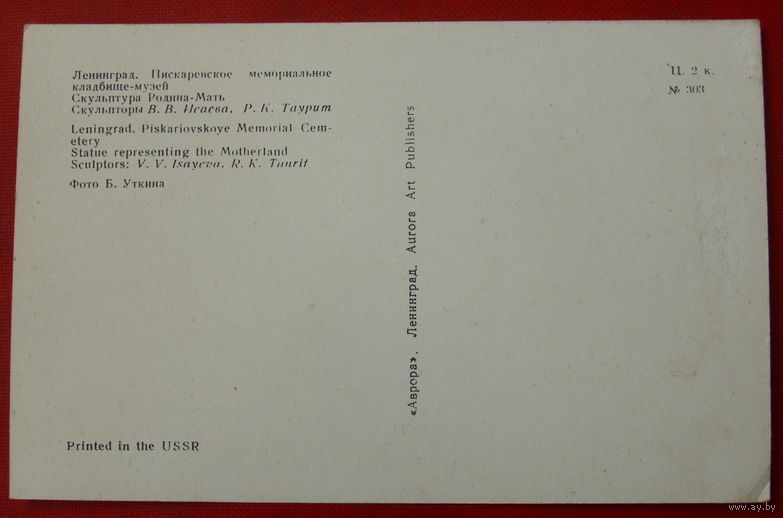 Ленинград. Пискаревское мемориальное
кладбище-музей
Скульптура Родина-Мать
Скульпторы В. В. Исаева, Р. К. Таурит
Leningrad. Piskariovskoye Memorial Cem-
etery
Statue representing the Motherland
Sculptors: V. V. Isayeva, R. K. Taurit
Фото Б. Уткина
Printed in the USSR
«Аврора», Ленинград. Aurora Art Publishers
Ц. 2 к.
№ 303
www.ay.by